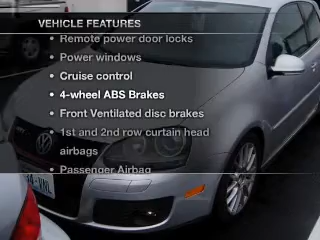 VEHICLE FEATURES
• Remote power door locks
• Power windows
• Cruise control
• 4-wheel ABS Brakes
• Front Ventilated disc brakes
• 1st and 2nd row curtain head
airbags
• Passenger Airbag